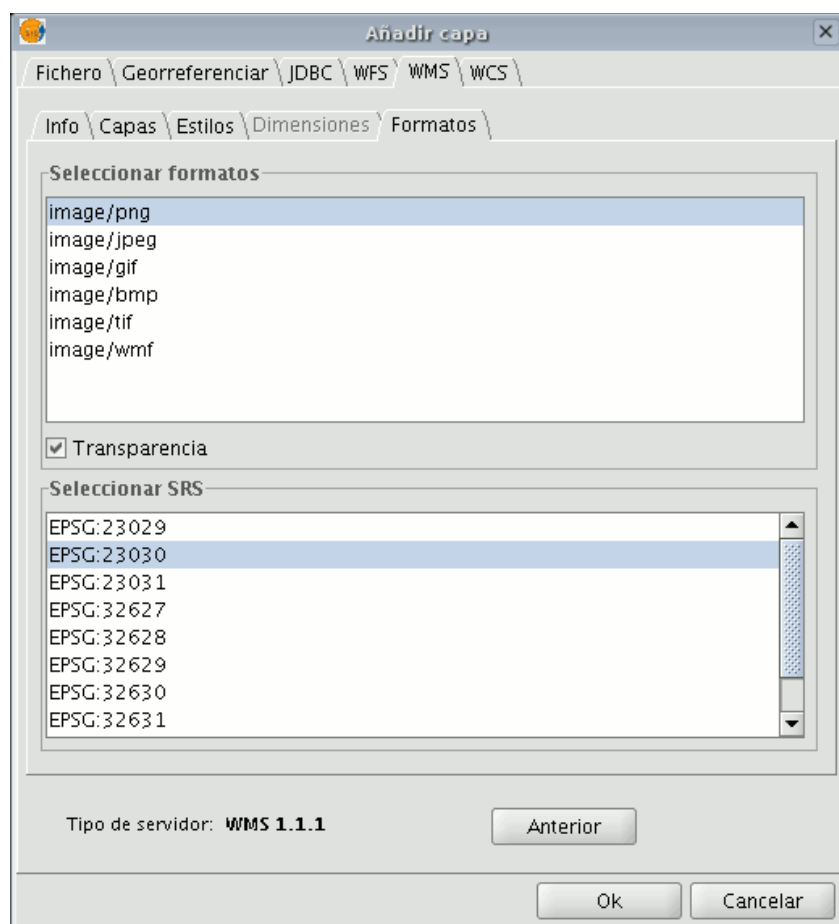 Añadir capa
Fichero Georreferenciar JDBC WFS WMS WCS
Info Capas Estilos Dimensiones Formatos
Seleccionar formatos
image/png
image/jpeg
image/gif
image/bmp
image/tif
image/wmf
Transparencia
Seleccionar SRS
EPSG:23029
EPSG:23030
EPSG:23031
EPSG:32627
EPSG:32628
EPSG:32629
EPSG:32630
EPSG:32631
Tipo de servidor: WMS 1.1.1 Anterior
Ok Cancelar